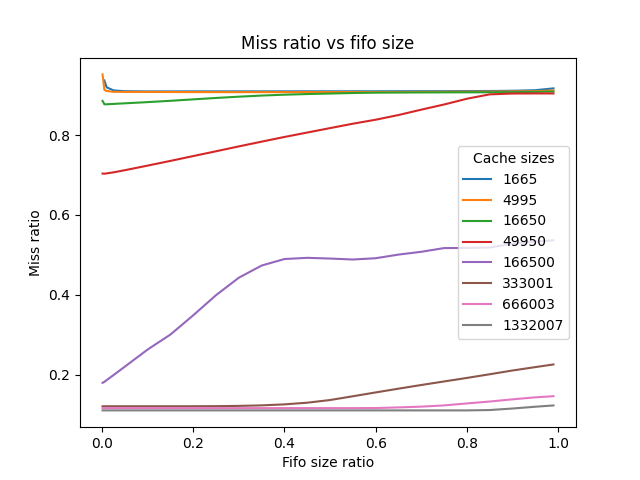 Miss ratio vs fifo size
Miss ratio
0.8
0.6
0.4
0.2
Cache sizes
1665
4995
16650
49950
166500
333001
666003
1332007
0.0 0.2 0.4 0.6 0.8 1.0
Fifo size ratio